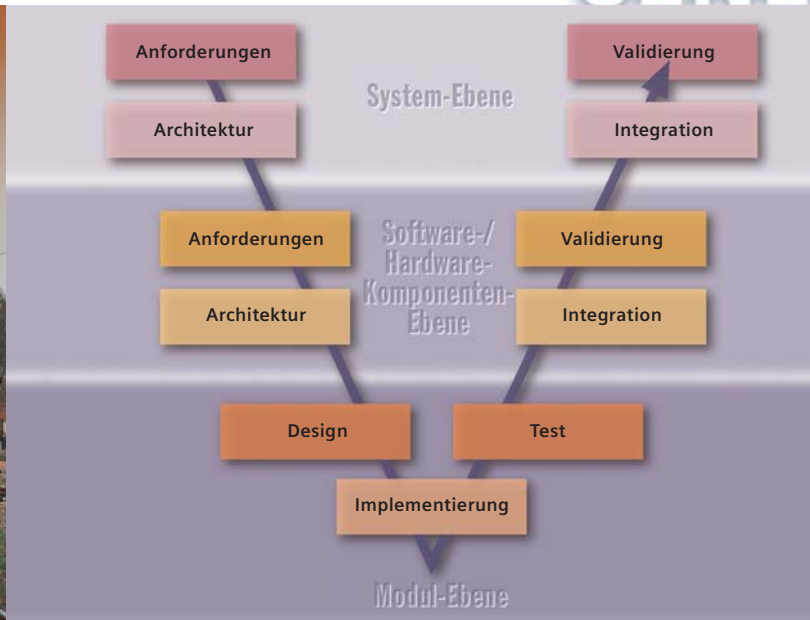 Anforderungen
Validierung
System-Ebene
Architektur
Integration
Anforderungen
Software-/
Hardware-
Komponenten-
Ebene
Validierung
Architektur
Integration
Design
Test
Implementierung
Modul-Ebene